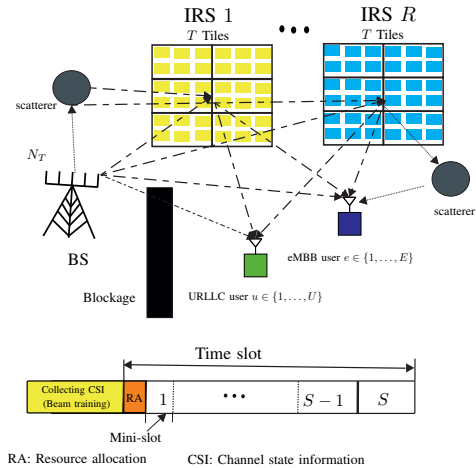 IRS 1
IRS R
T Tiles
T Tiles
scatterer
N_T
scatterer
BS
eMBB user e ∈ {1, . . . , E}
Blockage
URLLC user u ∈ {1, . . . , U}
Time slot
Collecting CSI
(Beam training)
RA
1
S − 1
S
Mini-slot
RA: Resource allocation
CSI: Channel state information